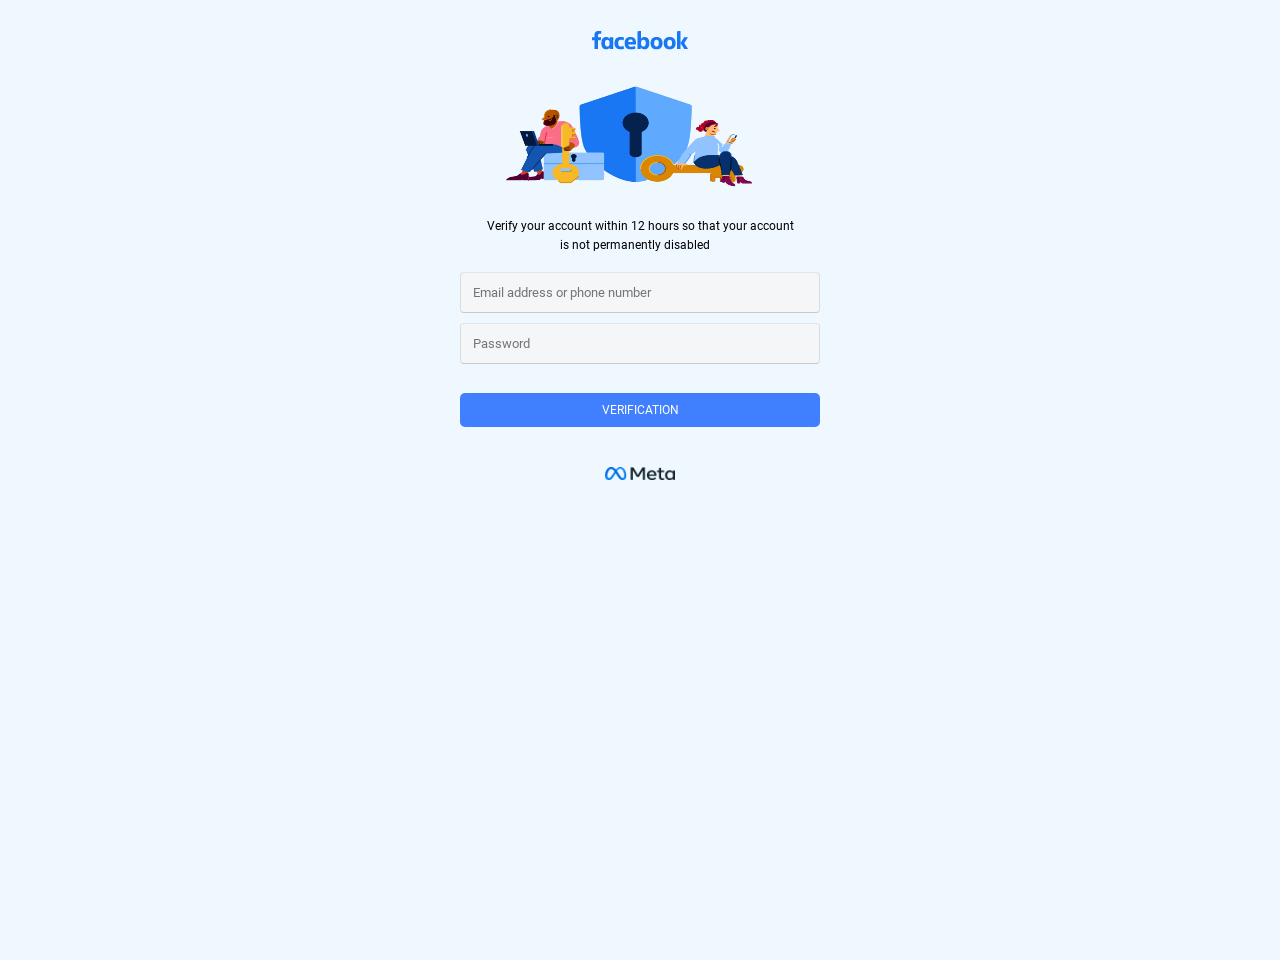 facebook
Verify your account within 12 hours so that your account
is not permanently disabled
Email address or phone number
Password
VERIFICATION
Meta